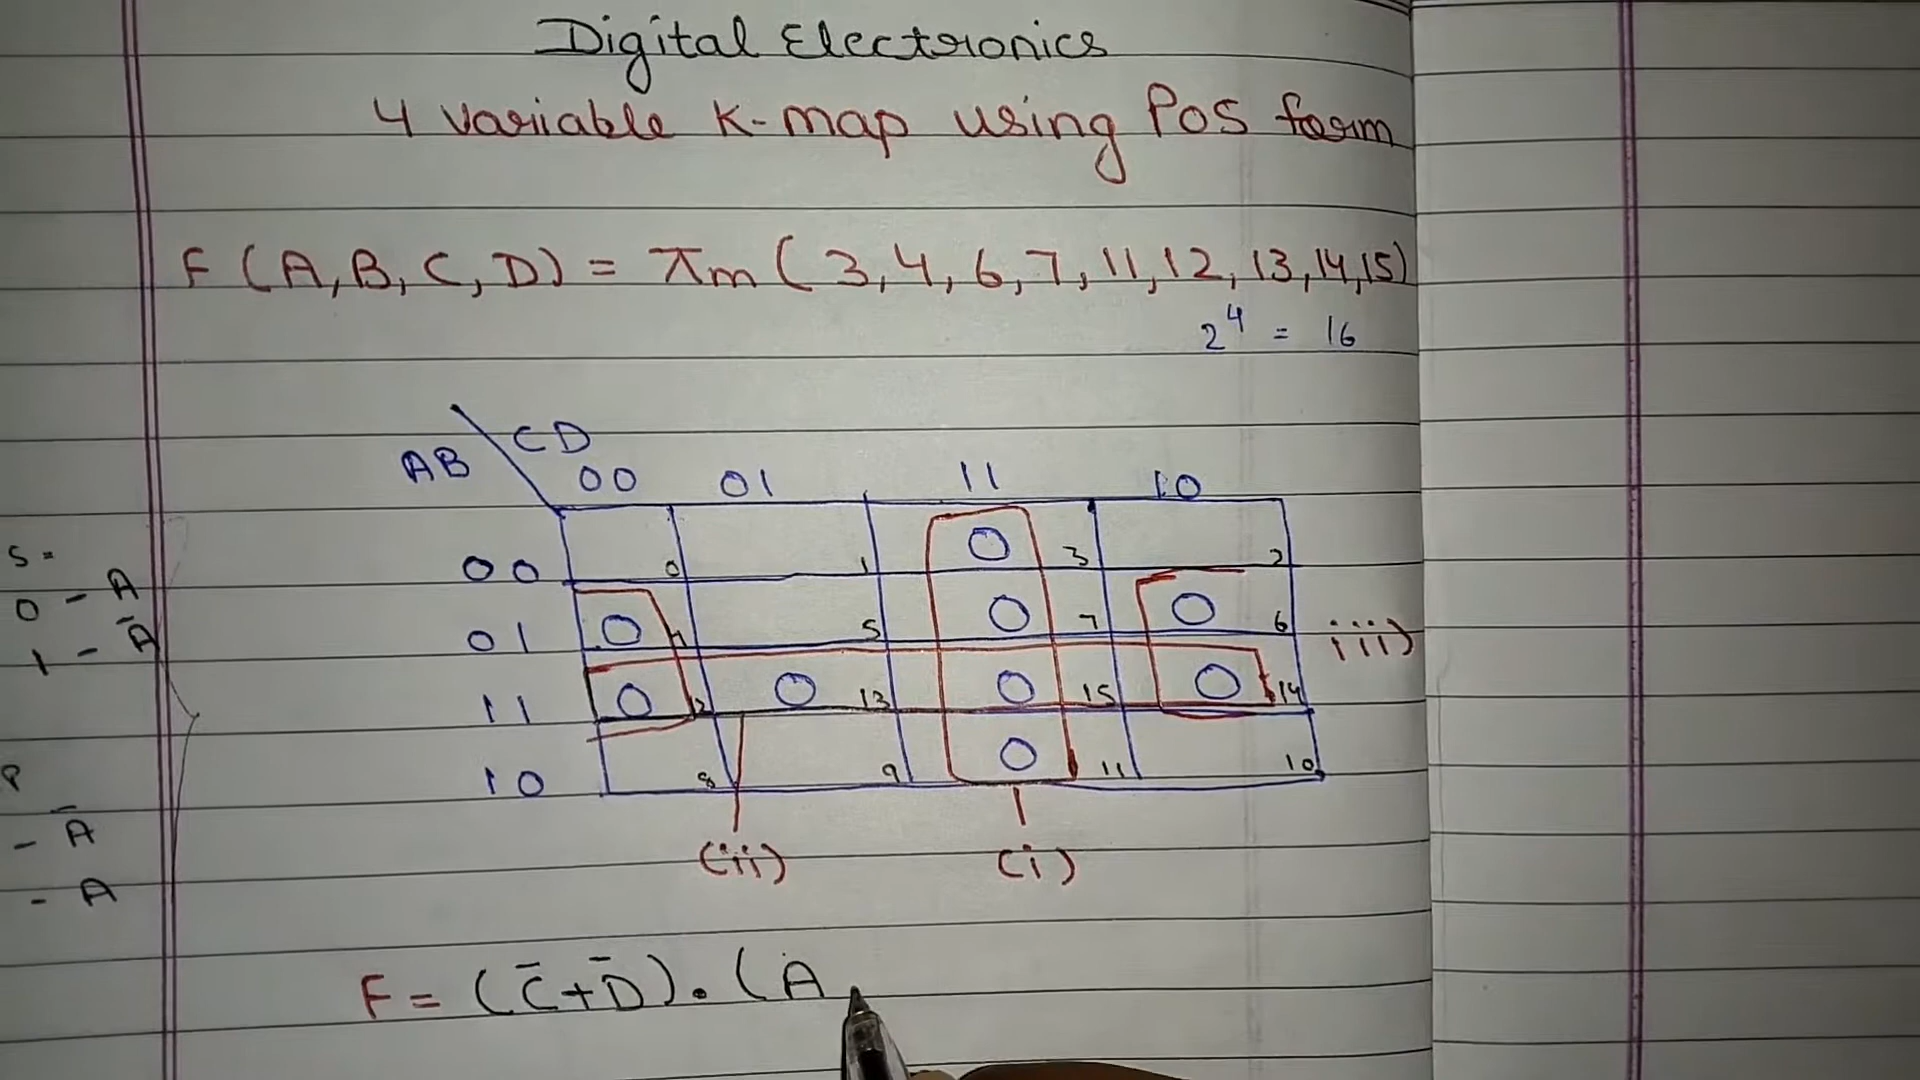 Digital Electronics
4 variable K-map using POS form
F (A, B, C, D) = πm ( 3, 4, 6, 7, 11, 12, 13, 14, 15)
2⁴ = 16
AB CD
00 01 11 10
00 0 1 0 3 2
01 0 4 5 0 7 0 6 iii)
11 0 12 0 13 0 15 0 14
10 8 9 0 11 10
(ii) (i)
S =
0 - A
1 - A̅
P
- A̅
- A
F = (C̅+D̅) . (A